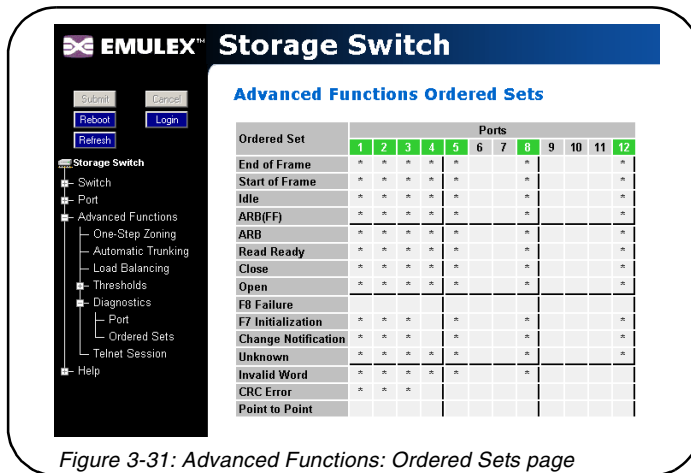 EMULEX™ Storage Switch
Submit Cancel
Reboot Login
Refresh
Storage Switch
Switch
Port
Advanced Functions
One-Step Zoning
Automatic Trunking
Load Balancing
Thresholds
Diagnostics
Port
Ordered Sets
Telnet Session
Help
Advanced Functions Ordered Sets
Ordered Set Ports
1 2 3 4 5 6 7 8 9 10 11 12
End of Frame * * * * * * *
Start of Frame * * * * * * *
Idle * * * * * * *
ARB(FF) * * * * * * *
ARB * * * * * * *
Read Ready * * * * * * *
Close * * * * * * *
Open * * * * * * *
F8 Failure
F7 Initialization * * * * * *
Change Notification * * * * * *
Unknown * * * * * * *
Invalid Word * * * * * *
CRC Error * * *
Point to Point
Figure 3-31: Advanced Functions: Ordered Sets page